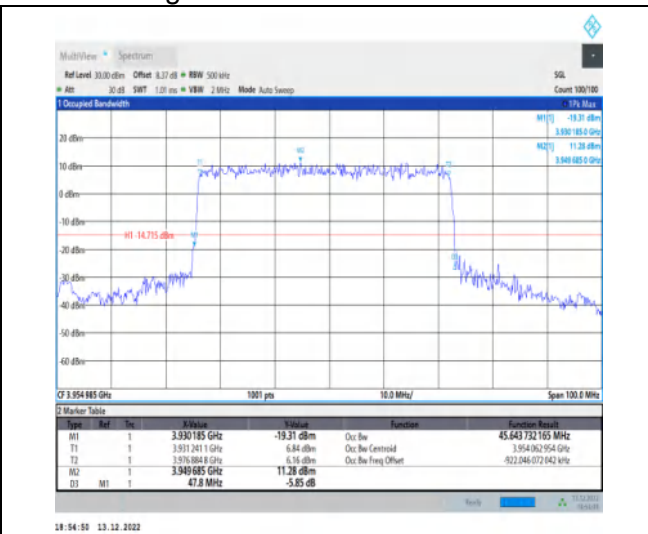 MultiView Spectrum
Ref Level 30.00 dBm Offset 8.37 dB RBW 500 kHz SGL
Att 30 dB SWT 1.01 ms VBW 2 MHz Mode Auto Sweep Count 100/100
1 Occupied Bandwidth 1Pk Max
M1[1] -19.31 dBm
3.930 185 0 GHz
M2[1] 11.28 dBm
3.949 685 0 GHz
20 dBm
10 dBm
0 dBm
-10 dBm
H1 -14.715 dBm
-20 dBm
-30 dBm
-40 dBm
-50 dBm
-60 dBm
CF 3.954 985 GHz 1001 pts 10.0 MHz/ Span 100.0 MHz
2 Marker Table
Type Ref Trc X-Value Y-Value Function Function Result
M1 1 3.930 185 GHz -19.31 dBm Occ Bw 45.643 732 165 MHz
T1 1 3.931 241 1 GHz 6.84 dBm Occ Bw Centroid 3.954 062 954 GHz
T2 1 3.976 884 8 GHz 6.16 dBm Occ Bw Freq Offset -922.046 072 042 kHz
M2 1 3.949 685 GHz 11.28 dBm
D3 M1 1 47.8 MHz -5.85 dB
Ready 13.12.2022
18:54:50 13.12.2022